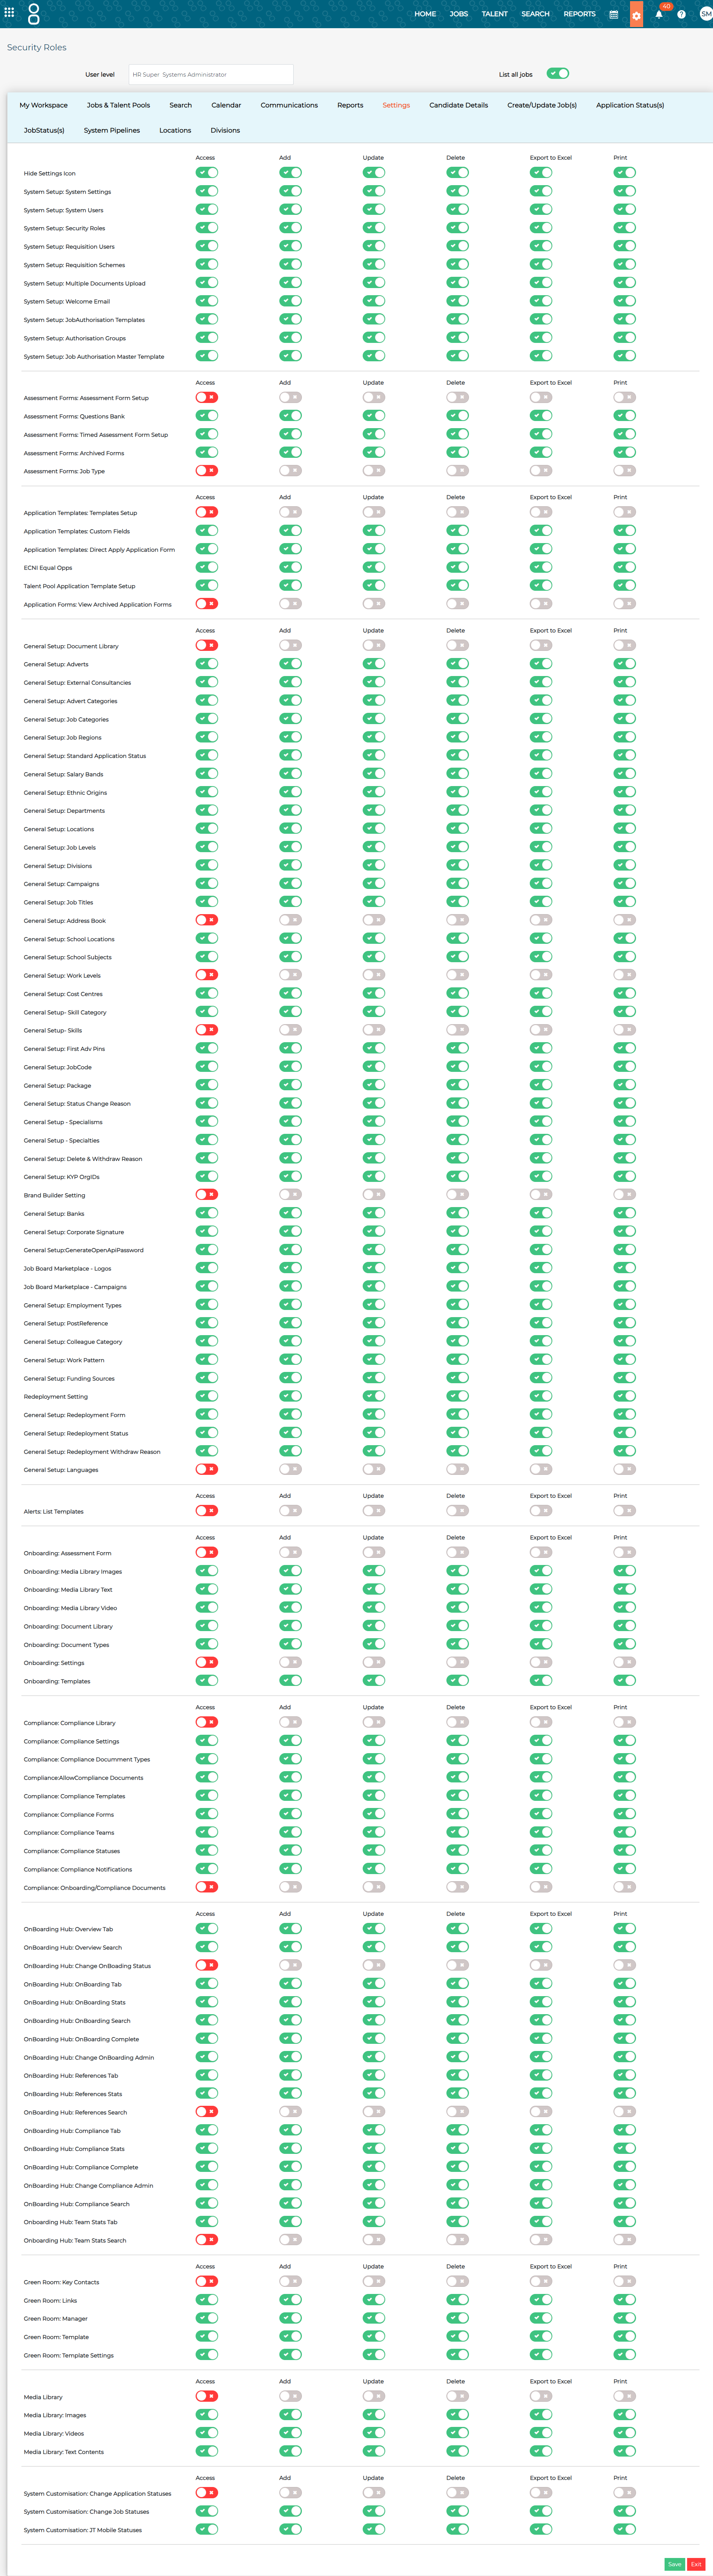 HOME JOBS TALENT SEARCH REPORTS 40 SM
Security Roles
User level HR Super Systems Administrator List all jobs
My Workspace Jobs & Talent Pools Search Calendar Communications Reports Settings Candidate Details Create/Update Job(s) Application Status(s)
JobStatus(s) System Pipelines Locations Divisions
Access Add Update Delete Export to Excel Print
Hide Settings Icon
System Setup: System Settings
System Setup: System Users
System Setup: Security Roles
System Setup: Requisition Users
System Setup: Requisition Schemes
System Setup: Multiple Documents Upload
System Setup: Welcome Email
System Setup: JobAuthorisation Templates
System Setup: Authorisation Groups
System Setup: Job Authorisation Master Template
Access Add Update Delete Export to Excel Print
Assessment Forms: Assessment Form Setup
Assessment Forms: Questions Bank
Assessment Forms: Timed Assessment Form Setup
Assessment Forms: Archived Forms
Assessment Forms: Job Type
Access Add Update Delete Export to Excel Print
Application Templates: Templates Setup
Application Templates: Custom Fields
Application Templates: Direct Apply Application Form
ECNI Equal Opps
Talent Pool Application Template Setup
Application Forms: View Archived Application Forms
Access Add Update Delete Export to Excel Print
General Setup: Document Library
General Setup: Adverts
General Setup: External Consultancies
General Setup: Advert Categories
General Setup: Job Categories
General Setup: Job Regions
General Setup: Standard Application Status
General Setup: Salary Bands
General Setup: Ethnic Origins
General Setup: Departments
General Setup: Locations
General Setup: Job Levels
General Setup: Divisions
General Setup: Campaigns
General Setup: Job Titles
General Setup: Address Book
General Setup: School Locations
General Setup: School Subjects
General Setup: Work Levels
General Setup: Cost Centres
General Setup- Skill Category
General Setup- Skills
General Setup: First Adv PIns
General Setup: JobCode
General Setup: Package
General Setup: Status Change Reason
General Setup - Specialisms
General Setup - Specialties
General Setup: Delete & Withdraw Reason
General Setup: KYP OrgIDs
Brand Builder Setting
General Setup: Banks
General Setup: Corporate Signature
General Setup:GenerateOpenApiPassword
Job Board Marketplace - Logos
Job Board Marketplace - Campaigns
General Setup: Employment Types
General Setup: PostReference
General Setup: Colleague Category
General Setup: Work Pattern
General Setup: Funding Sources
Redeployment Setting
General Setup: Redeployment Form
General Setup: Redeployment Status
General Setup: Redeployment Withdraw Reason
General Setup: Languages
Access Add Update Delete Export to Excel Print
Alerts: List Templates
Access Add Update Delete Export to Excel Print
Onboarding: Assessment Form
Onboarding: Media Library Images
Onboarding: Media Library Text
Onboarding: Media Library Video
Onboarding: Document Library
Onboarding: Document Types
Onboarding: Settings
Onboarding: Templates
Access Add Update Delete Export to Excel Print
Compliance: Compliance Library
Compliance: Compliance Settings
Compliance: Compliance Docummemt Types
Compliance:AllowCompliance Documents
Compliance: Compliance Templates
Compliance: Compliance Forms
Compliance: Compliance Teams
Compliance: Compliance Statuses
Compliance: Compliance Notifications
Compliance: Onboarding/Compliance Documents
Access Add Update Delete Export to Excel Print
OnBoarding Hub: Overview Tab
OnBoarding Hub: Overview Search
OnBoarding Hub: Change OnBoading Status
OnBoarding Hub: OnBoarding Tab
OnBoarding Hub: OnBoarding Stats
OnBoarding Hub: OnBoarding Search
OnBoarding Hub: OnBoarding Complete
OnBoarding Hub: Change OnBoarding Admin
OnBoarding Hub: References Tab
OnBoarding Hub: References Stats
OnBoarding Hub: References Search
OnBoarding Hub: Compliance Tab
OnBoarding Hub: Compliance Stats
OnBoarding Hub: Compliance Complete
OnBoarding Hub: Change Compliance Admin
OnBoarding Hub: Compliance Search
Onboarding Hub: Team Stats Tab
Onboarding Hub: Team Stats Search
Access Add Update Delete Export to Excel Print
Green Room: Key Contacts
Green Room: Links
Green Room: Manager
Green Room: Template
Green Room: Template Settings
Access Add Update Delete Export to Excel Print
Media Library
Media Library: Images
Media Library: Videos
Media Library: Text Contents
Access Add Update Delete Export to Excel Print
System Customisation: Change Application Statuses
System Customisation: Change Job Statuses
System Customisation: JT Mobile Statuses
Save Exit